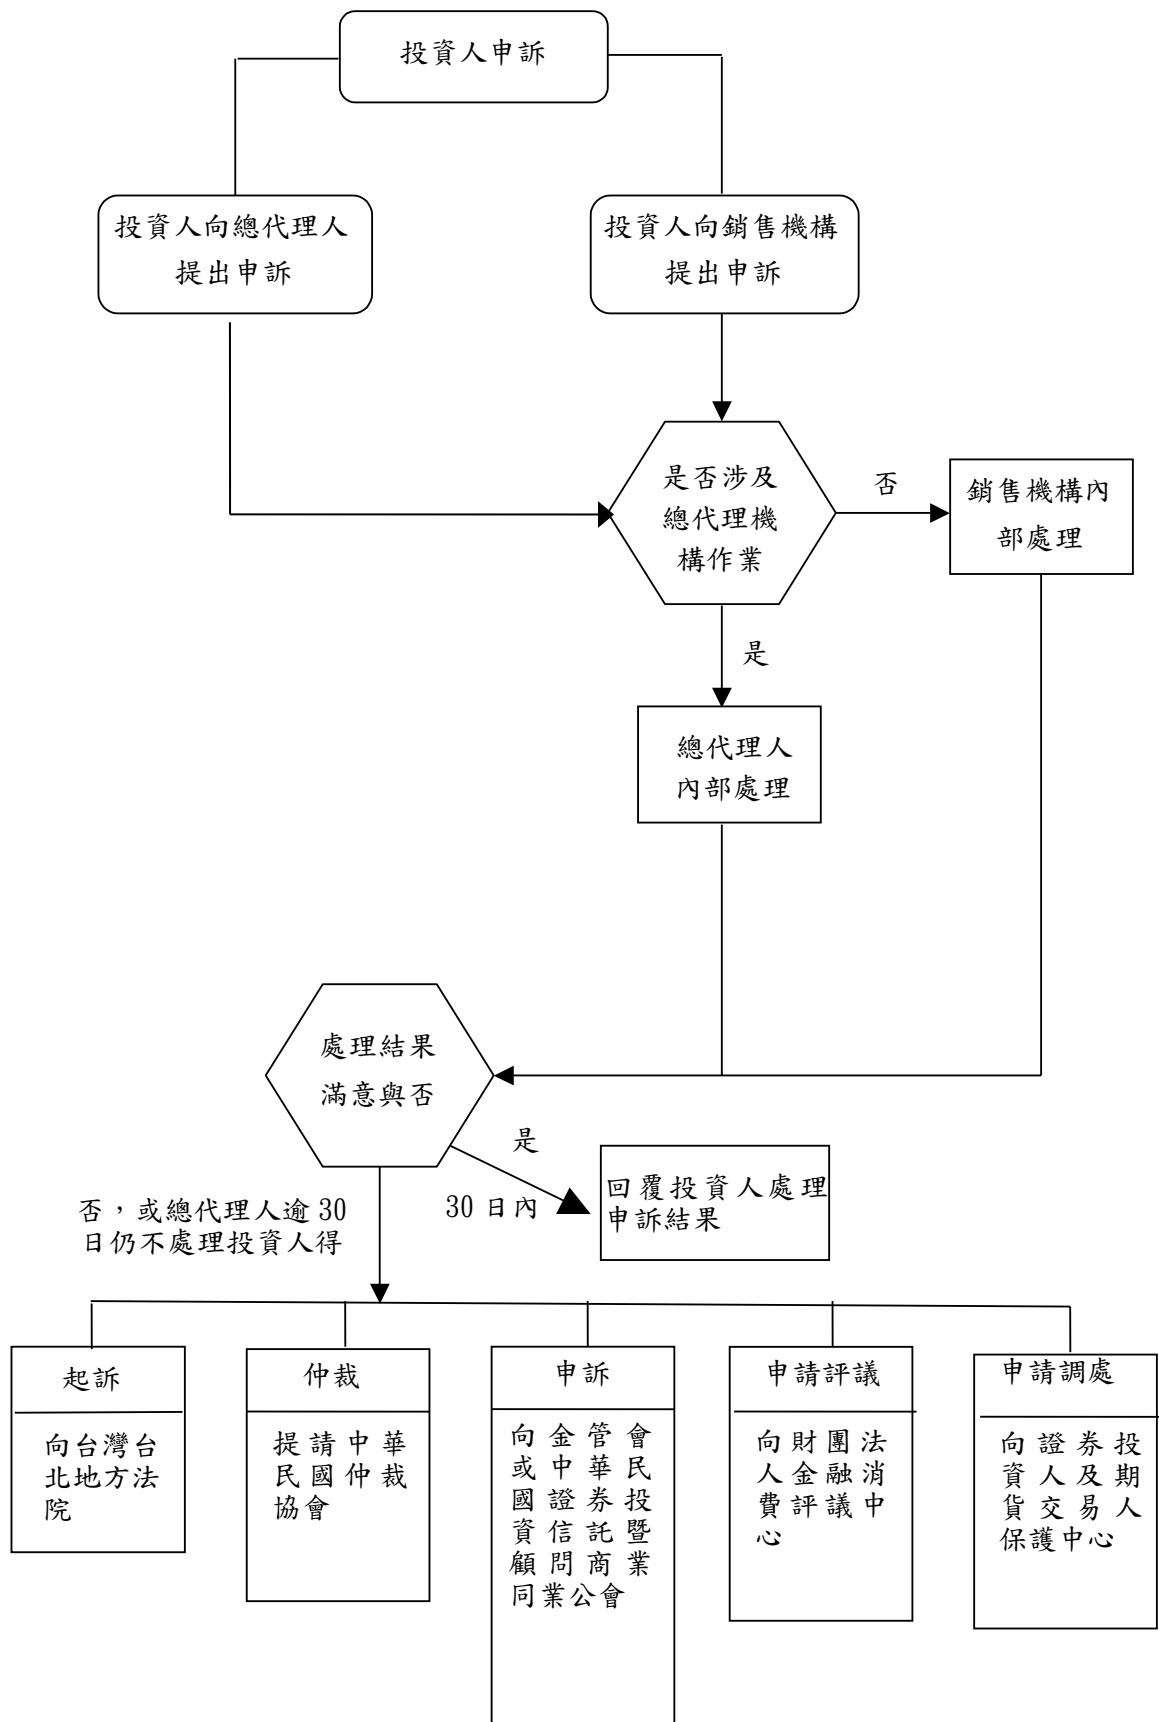 投資人申訴
投資人向總代理人
提出申訴
投資人向銷售機構
提出申訴
是否涉及
總代理機
構作業
否
銷售機構內
部處理
是
總代理人
內部處理
處理結果
滿意與否
是
30 日內
回覆投資人處理
申訴結果
否，或總代理人逾 30
日仍不處理投資人得
起訴
向台灣台
北地方法
院
仲裁
提請中華
民國仲裁
協會
申訴
向金管會
或中華民
國證券投
資信託暨
顧問商業
同業公會
申請評議
向財團法
人金融消
費評議中
心
申請調處
向證券投
資人及期
貨交易人
保護中心